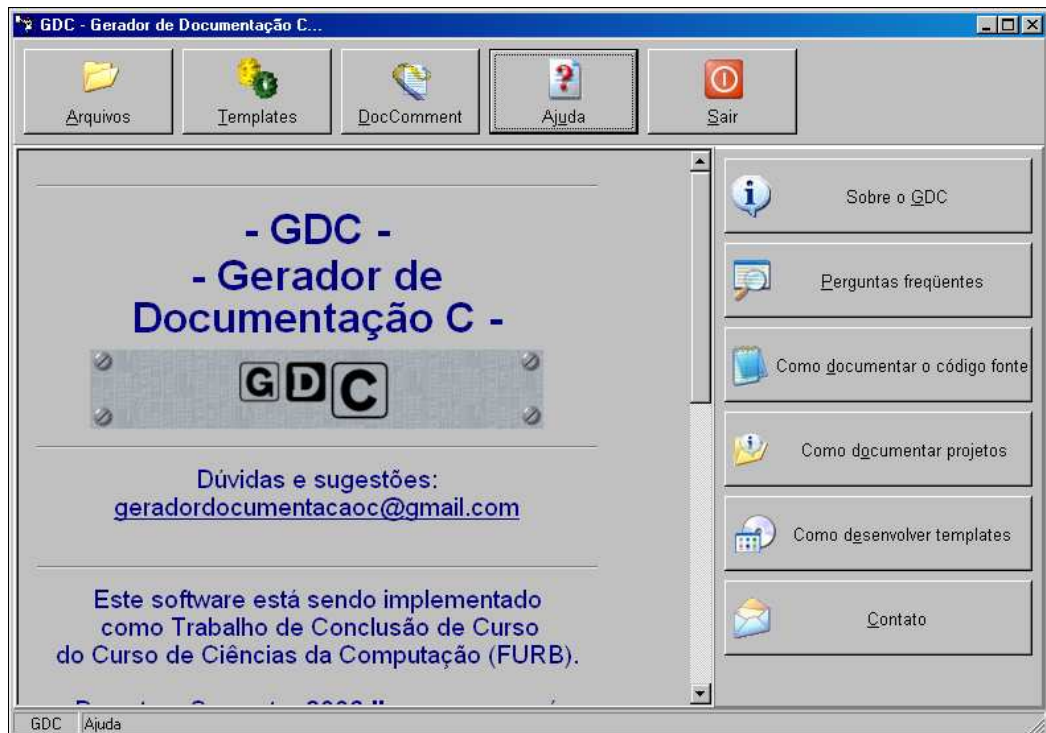 GDC - Gerador de Documentação C...
Arquivos
Templates
DocComment
Ajuda
Sair
- GDC -
- Gerador de
Documentação C -
GDC
Dúvidas e sugestões:
geradordocumentacaoc@gmail.com
Este software está sendo implementado
como Trabalho de Conclusão de Curso
do Curso de Ciências da Computação (FURB).
Sobre o GDC
Perguntas freqüentes
Como documentar o código fonte
Como documentar projetos
Como desenvolver templates
Contato
GDC Ajuda